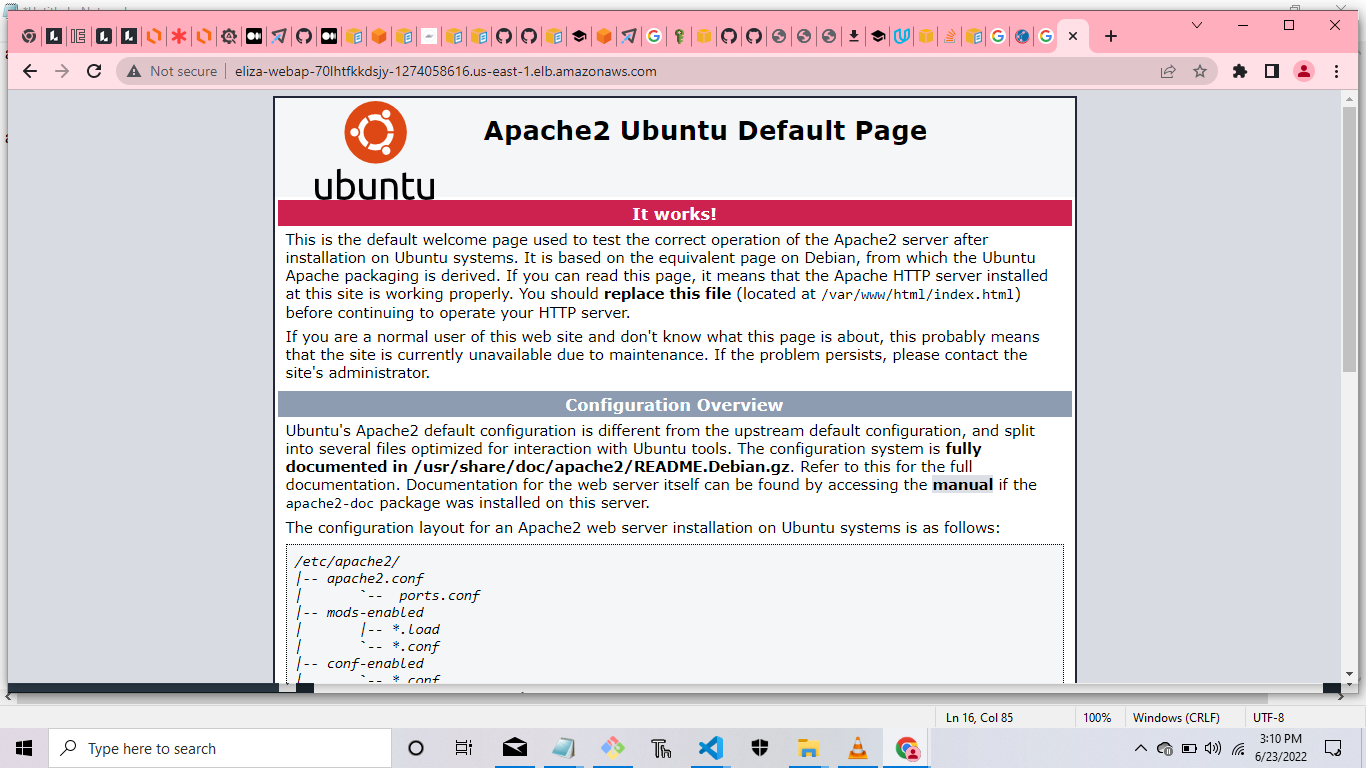 Not secure
eliza-webap-70lhtfkkdsjy-1274058616.us-east-1.elb.amazonaws.com
ubuntu
Apache2 Ubuntu Default Page
It works!
This is the default welcome page used to test the correct operation of the Apache2 server after
installation on Ubuntu systems. It is based on the equivalent page on Debian, from which the Ubuntu
Apache packaging is derived. If you can read this page, it means that the Apache HTTP server installed
at this site is working properly. You should replace this file (located at /var/www/html/index.html)
before continuing to operate your HTTP server.
If you are a normal user of this web site and don't know what this page is about, this probably means
that the site is currently unavailable due to maintenance. If the problem persists, please contact the
site's administrator.
Configuration Overview
Ubuntu's Apache2 default configuration is different from the upstream default configuration, and split
into several files optimized for interaction with Ubuntu tools. The configuration system is fully
documented in /usr/share/doc/apache2/README.Debian.gz. Refer to this for the full
documentation. Documentation for the web server itself can be found by accessing the manual if the
apache2-doc package was installed on this server.
The configuration layout for an Apache2 web server installation on Ubuntu systems is as follows:
/etc/apache2/
|-- apache2.conf
|       `--  ports.conf
|-- mods-enabled
|       |-- *.load
|       `-- *.conf
|-- conf-enabled
|       `-- *.conf
Ln 16, Col 85
100%
Windows (CRLF)
UTF-8
Type here to search
3:10 PM
6/23/2022